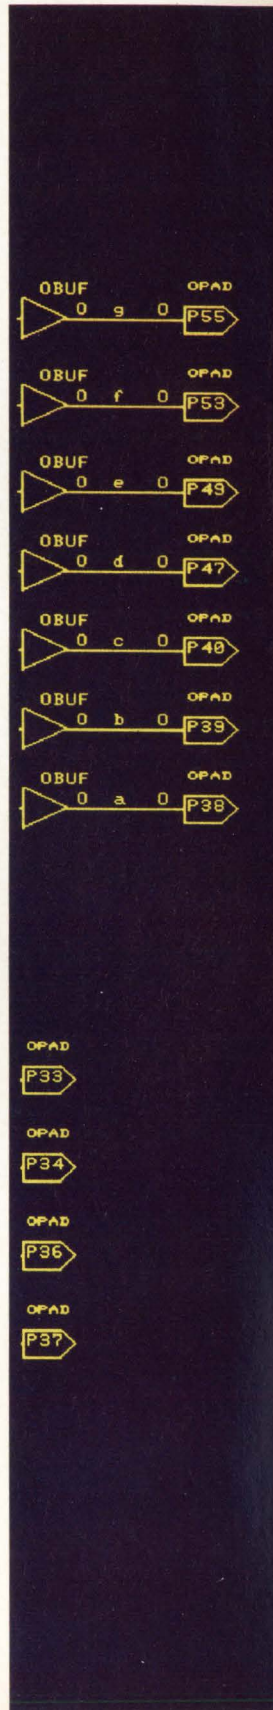 OBUF OPAD
0 g 0 P55
OBUF OPAD
0 f 0 P53
OBUF OPAD
0 e 0 P49
OBUF OPAD
0 d 0 P47
OBUF OPAD
0 c 0 P40
OBUF OPAD
0 b 0 P39
OBUF OPAD
0 a 0 P38
OPAD
P33
OPAD
P34
OPAD
P36
OPAD
P37